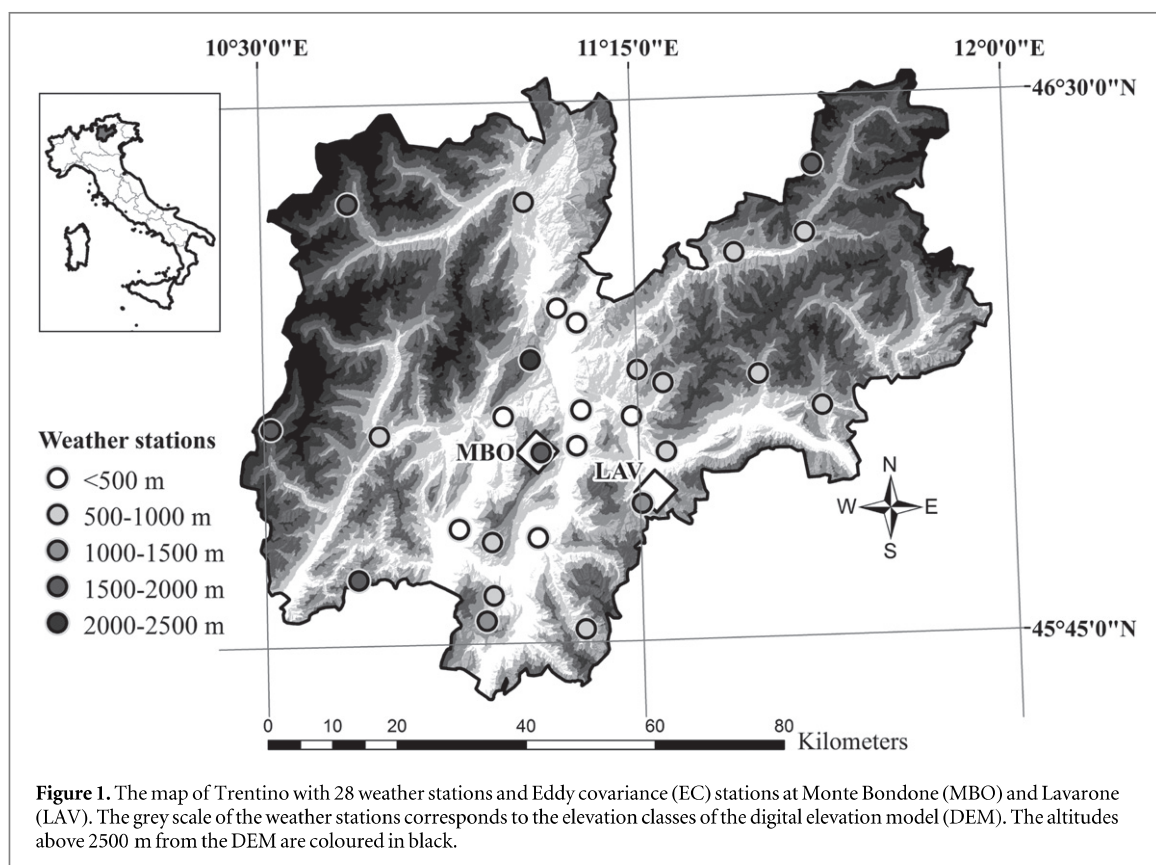 10°30'0"E 11°15'0"E 12°0'0"E
46°30'0"N
Weather stations
<500 m
500-1000 m
1000-1500 m
1500-2000 m
2000-2500 m
MBO
LAV
N
W E
S
45°45'0"N
0 10 20 40 60 80
Kilometers
Figure 1. The map of Trentino with 28 weather stations and Eddy covariance (EC) stations at Monte Bondone (MBO) and Lavarone
(LAV). The grey scale of the weather stations corresponds to the elevation classes of the digital elevation model (DEM). The altitudes
above 2500 m from the DEM are coloured in black.